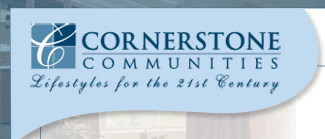 CORNERSTONE
COMMUNITIES
Lifestyles for the 21st Century